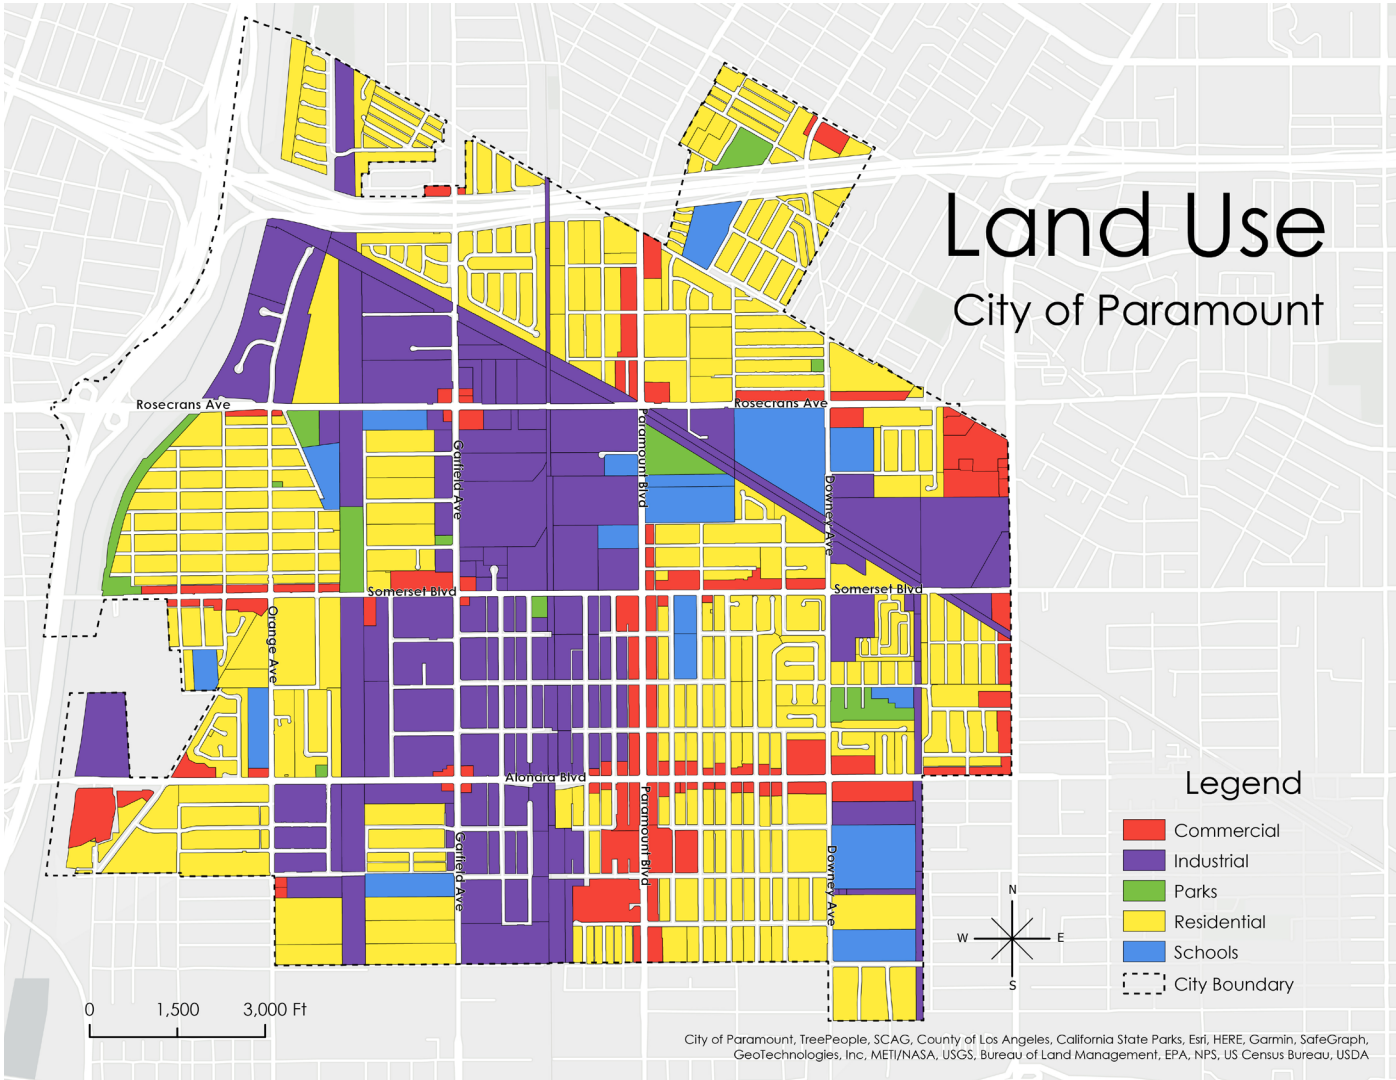 Land Use
City of Paramount
Rosecrans Ave
Rosecrans Ave
Garfield Ave
Paramount Blvd
Downey Ave
Somerset Blvd
Somerset Blvd
Orange Ave
Alondra Blvd
Garfield Ave
Paramount Blvd
Downey Ave
Legend
Commercial
Industrial
Parks
Residential
Schools
City Boundary
N
W
E
S
0
1,500
3,000 Ft
City of Paramount, TreePeople, SCAG, County of Los Angeles, California State Parks, Esri, HERE, Garmin, SafeGraph,
GeoTechnologies, Inc, METI/NASA, USGS, Bureau of Land Management, EPA, NPS, US Census Bureau, USDA